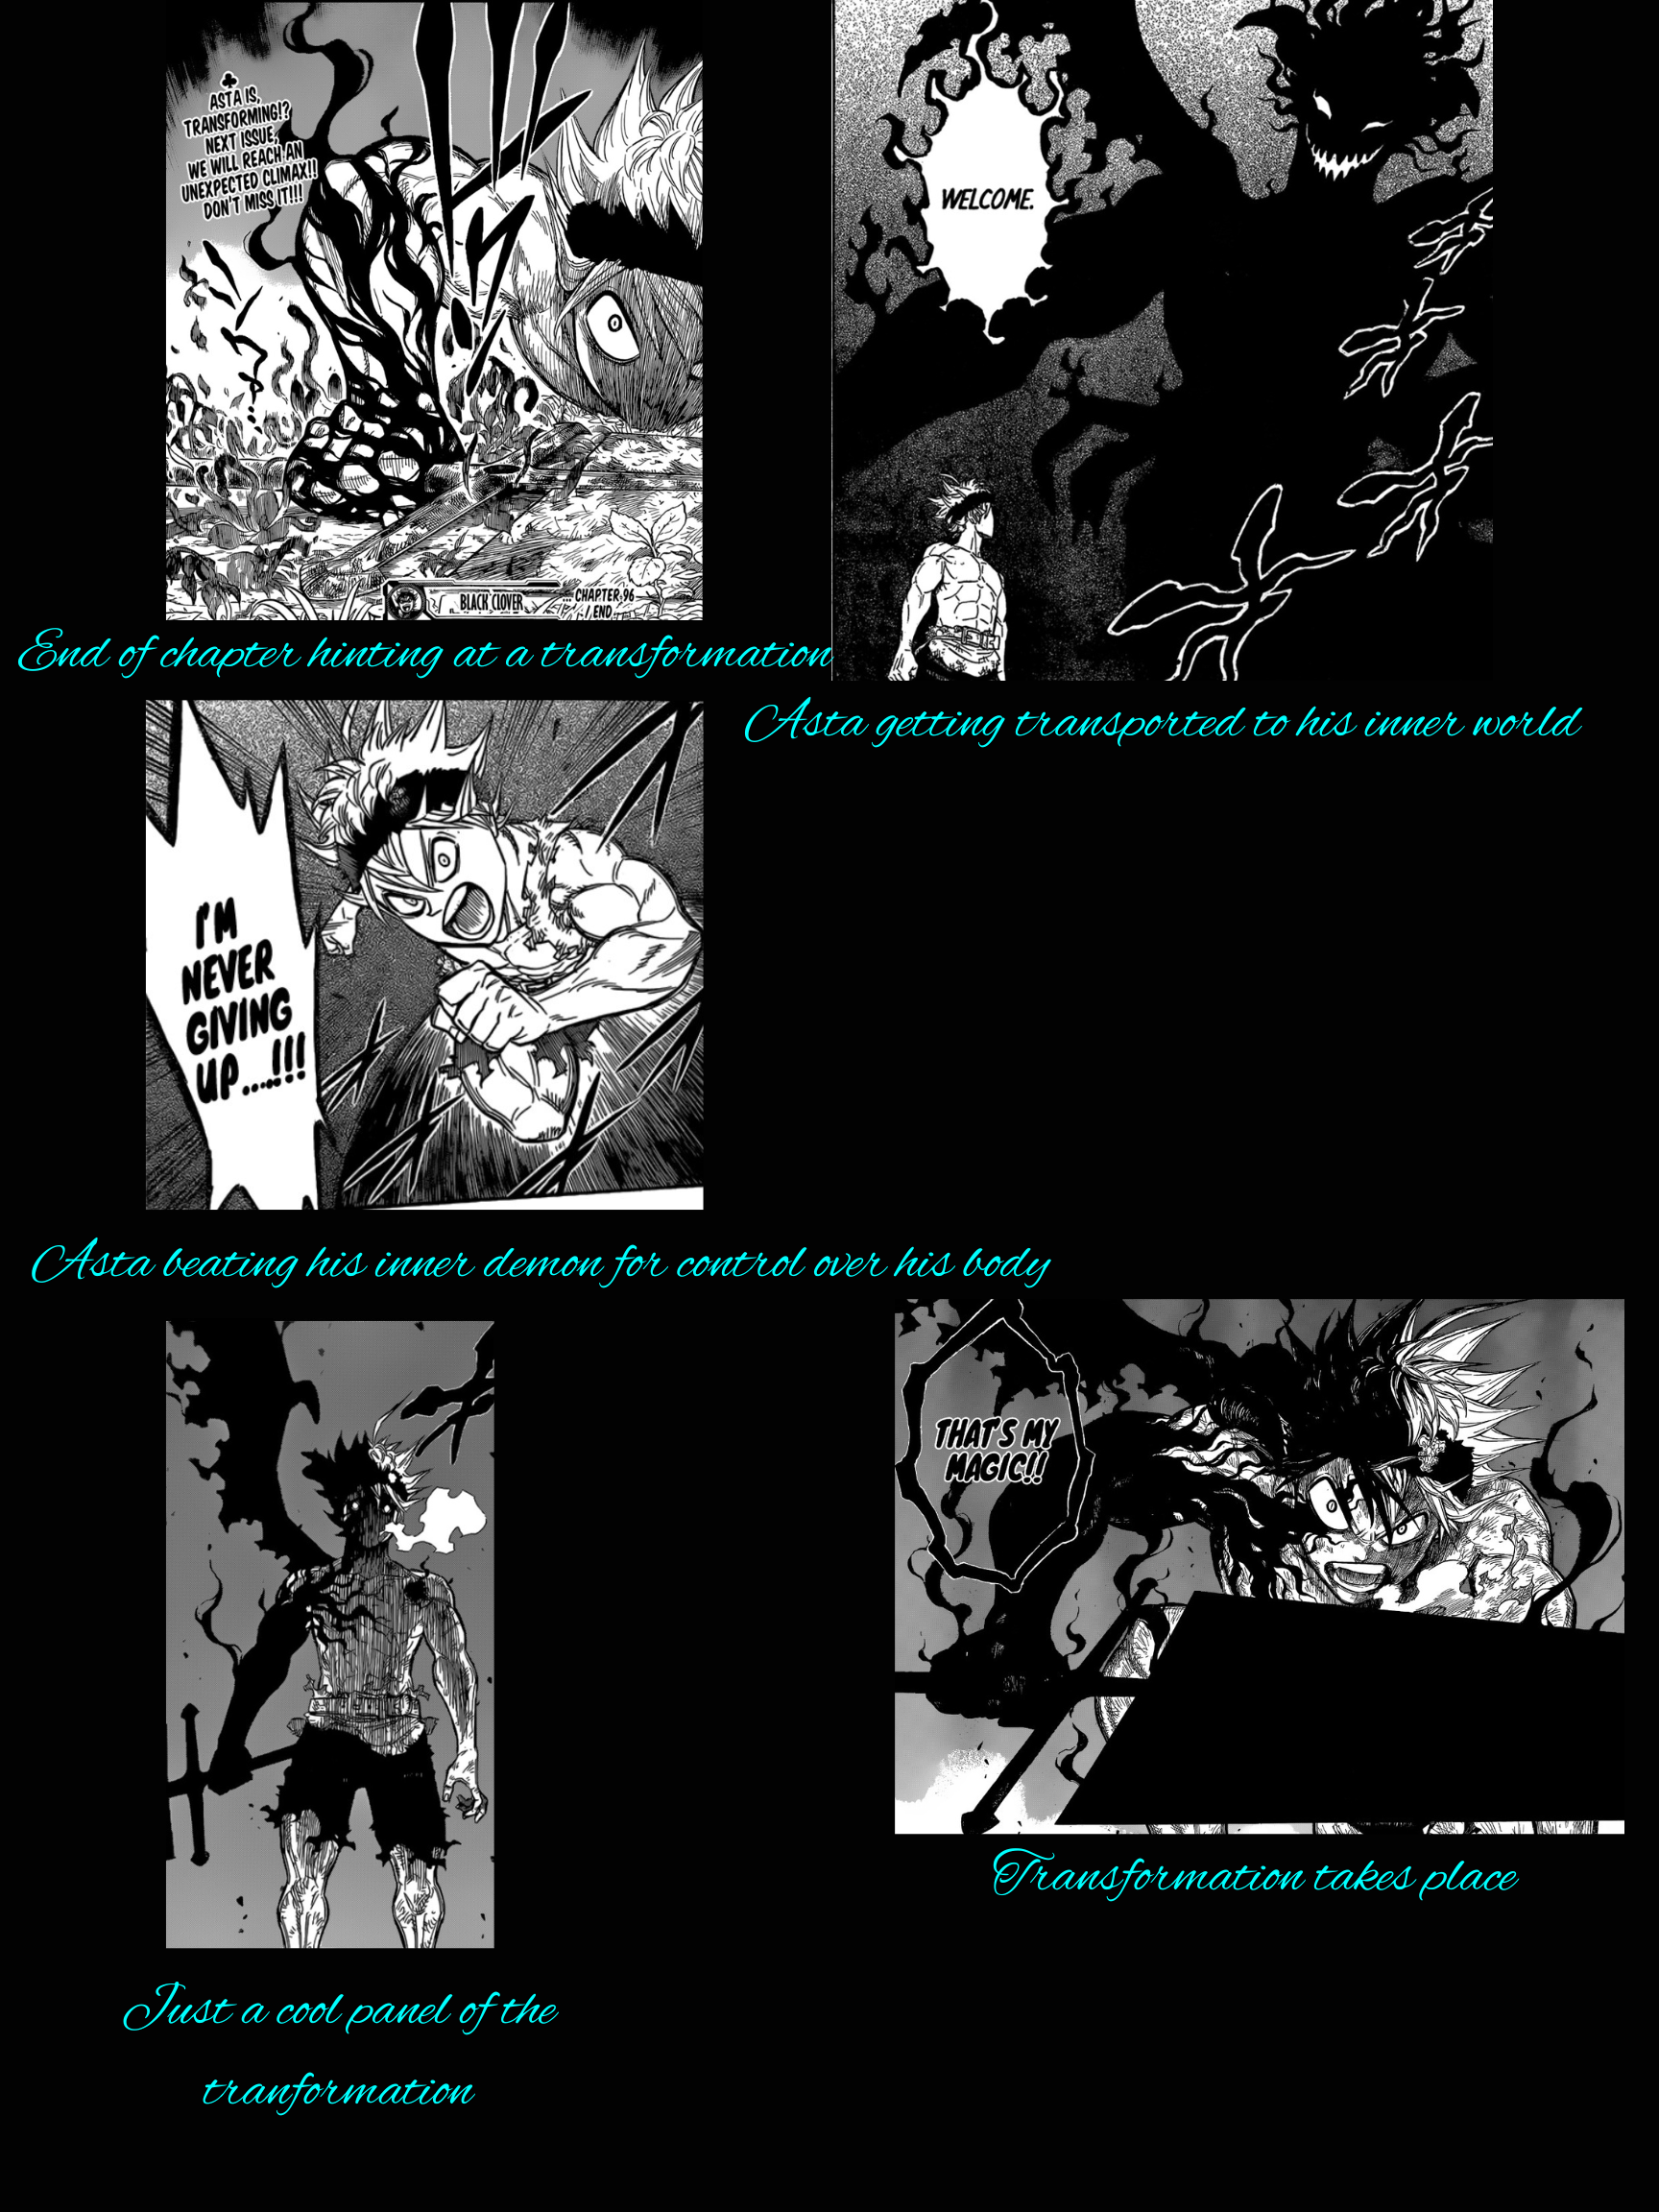 ASTA IS,
TRANSFORMING!?
NEXT ISSUE,
WE WILL REACH AN
UNEXPECTED CLIMAX!!
DON'T MISS IT!!!
BLACK CLOVER
... CHAPTER 96
/ END
End of chapter hinting at a transformation
WELCOME.
Asta getting transported to his inner world
I'M
NEVER
GIVING
UP.....!!!
Asta beating his inner demon for control over his body
THAT'S MY
MAGIC!!
Transformation takes place
Just a cool panel of the
tranformation